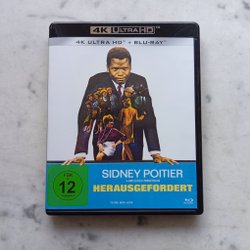 4K ULTRA HD
4K ULTRA HD + BLU-RAY
SIDNEY POITIER
HERAUSGEFORDERT
FSK
12